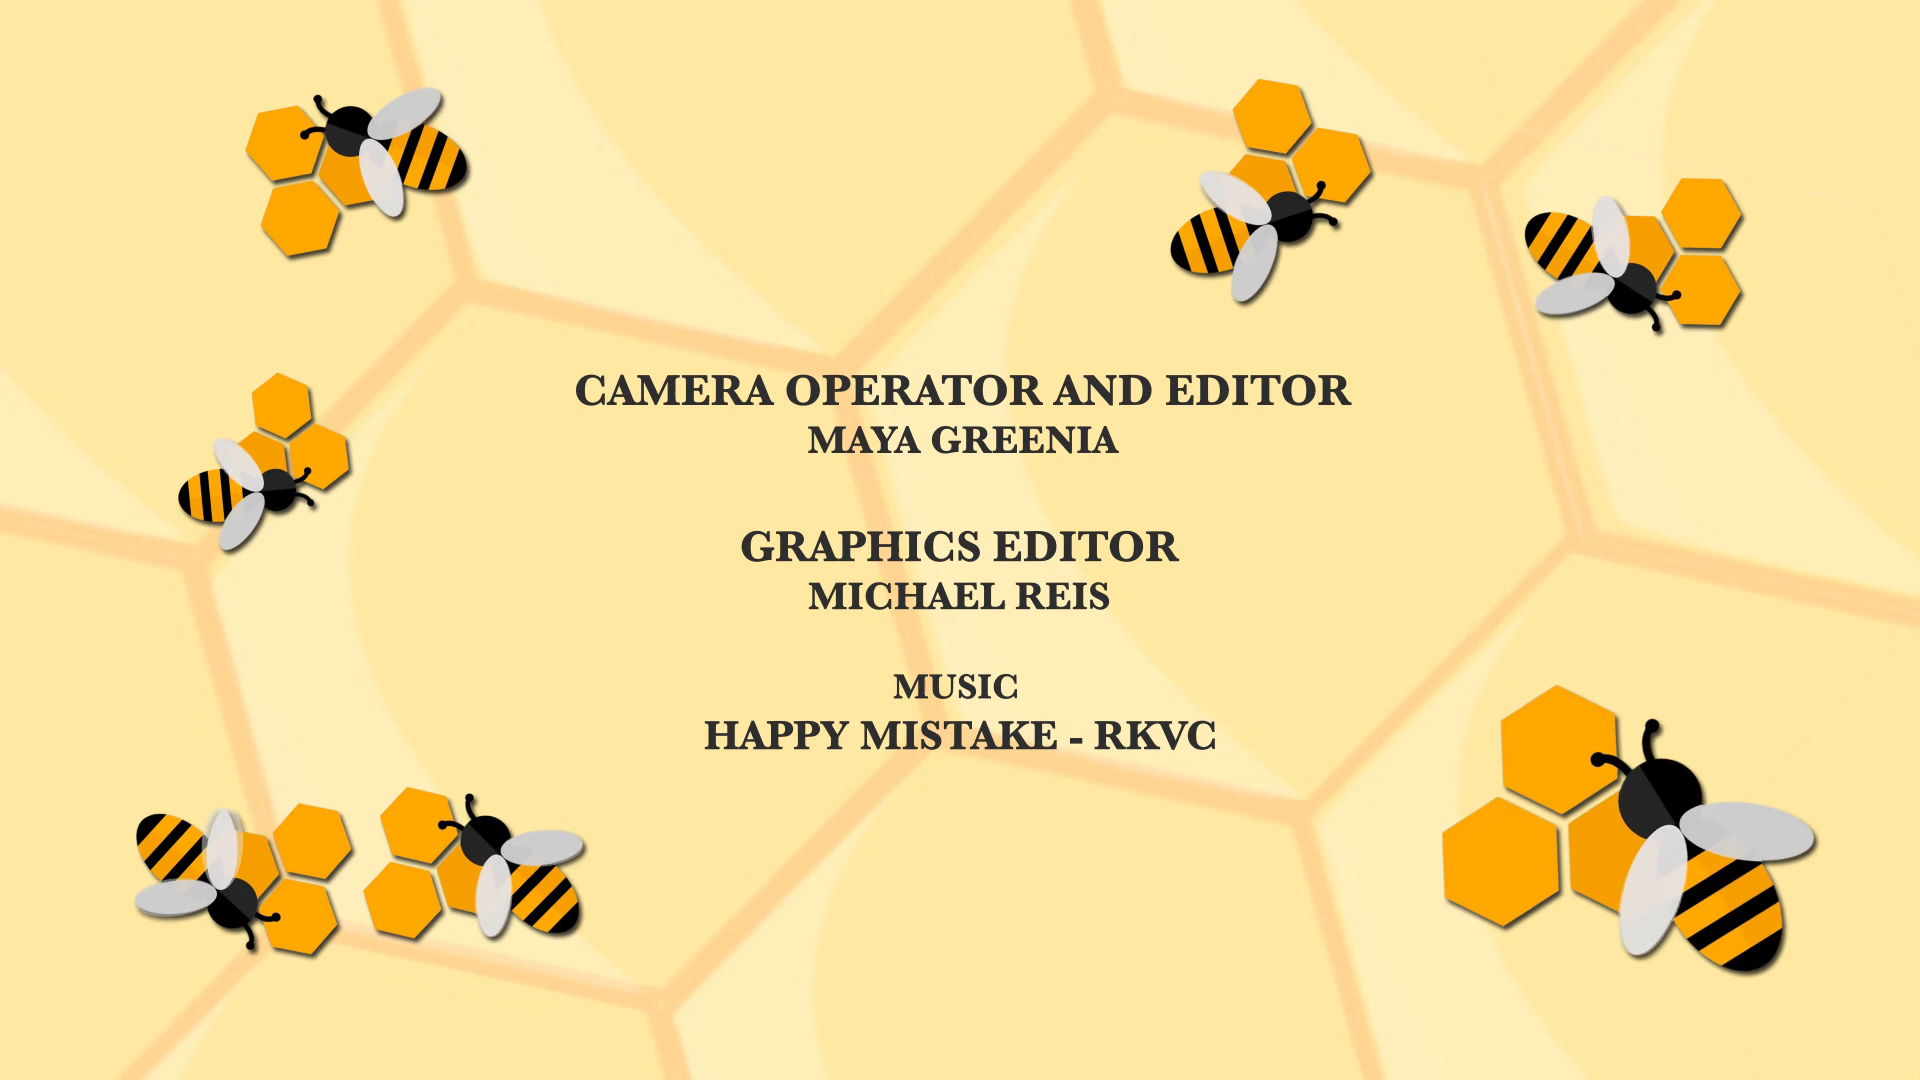 CAMERA OPERATOR AND EDITOR
MAYA GREENIA
GRAPHICS EDITOR
MICHAEL REIS
MUSIC
HAPPY MISTAKE - RKVC